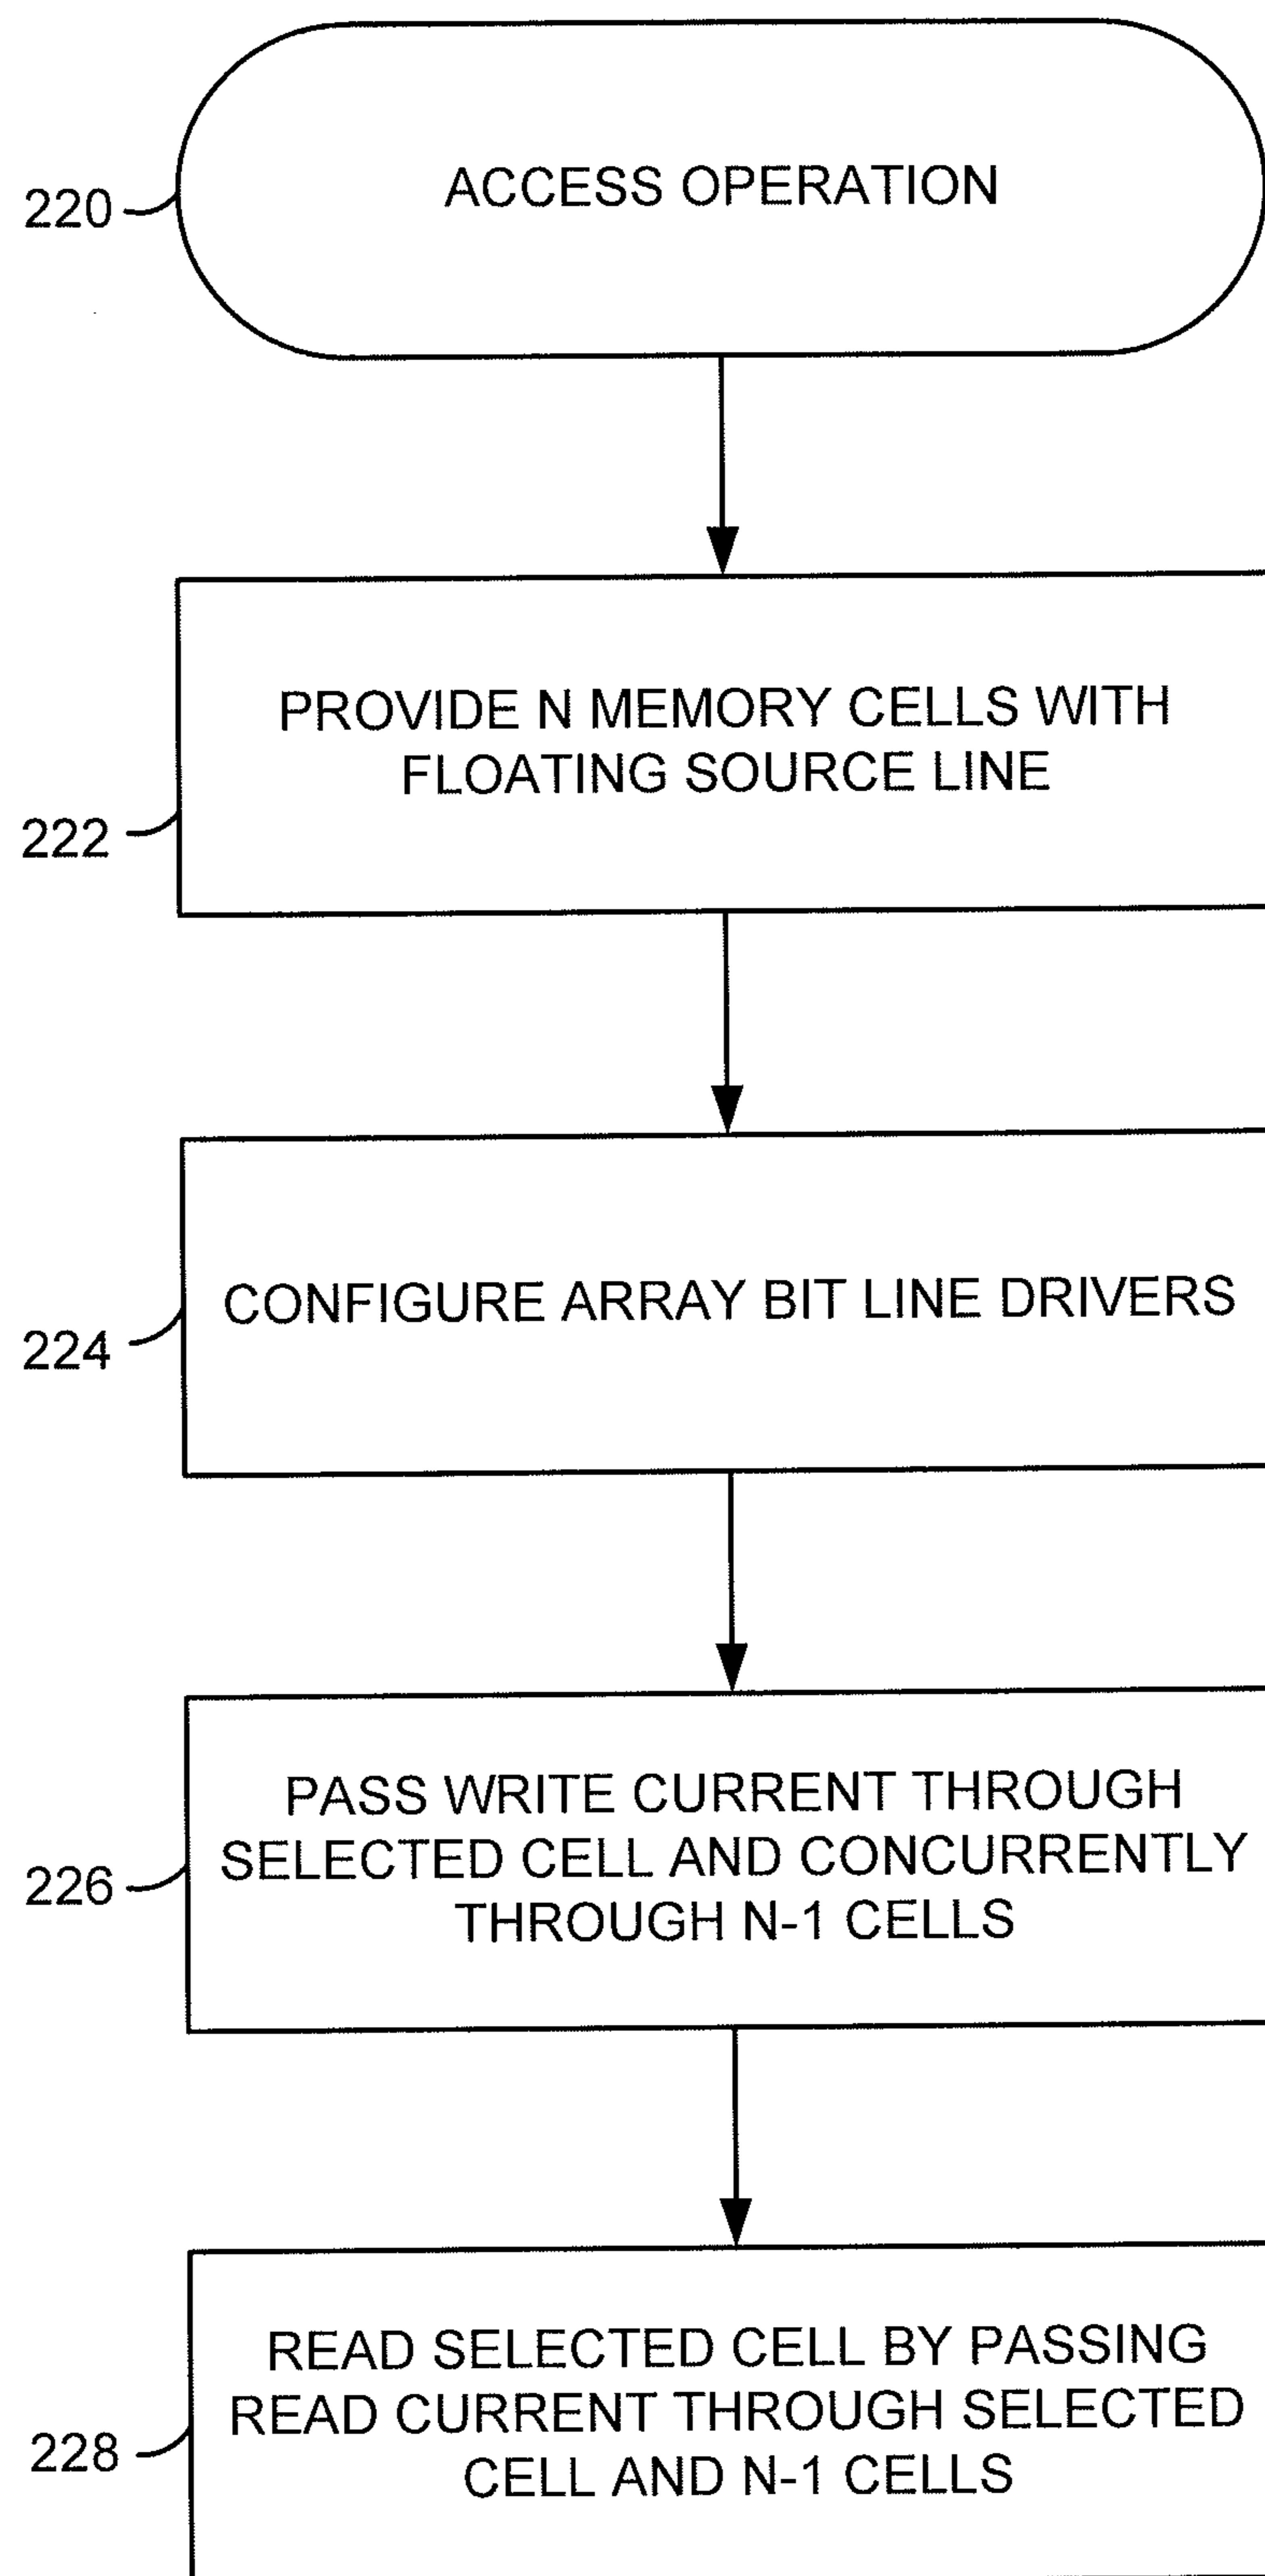 220
ACCESS OPERATION
222
PROVIDE N MEMORY CELLS WITH
FLOATING SOURCE LINE
224
CONFIGURE ARRAY BIT LINE DRIVERS
226
PASS WRITE CURRENT THROUGH
SELECTED CELL AND CONCURRENTLY
THROUGH N-1 CELLS
228
READ SELECTED CELL BY PASSING
READ CURRENT THROUGH SELECTED
CELL AND N-1 CELLS